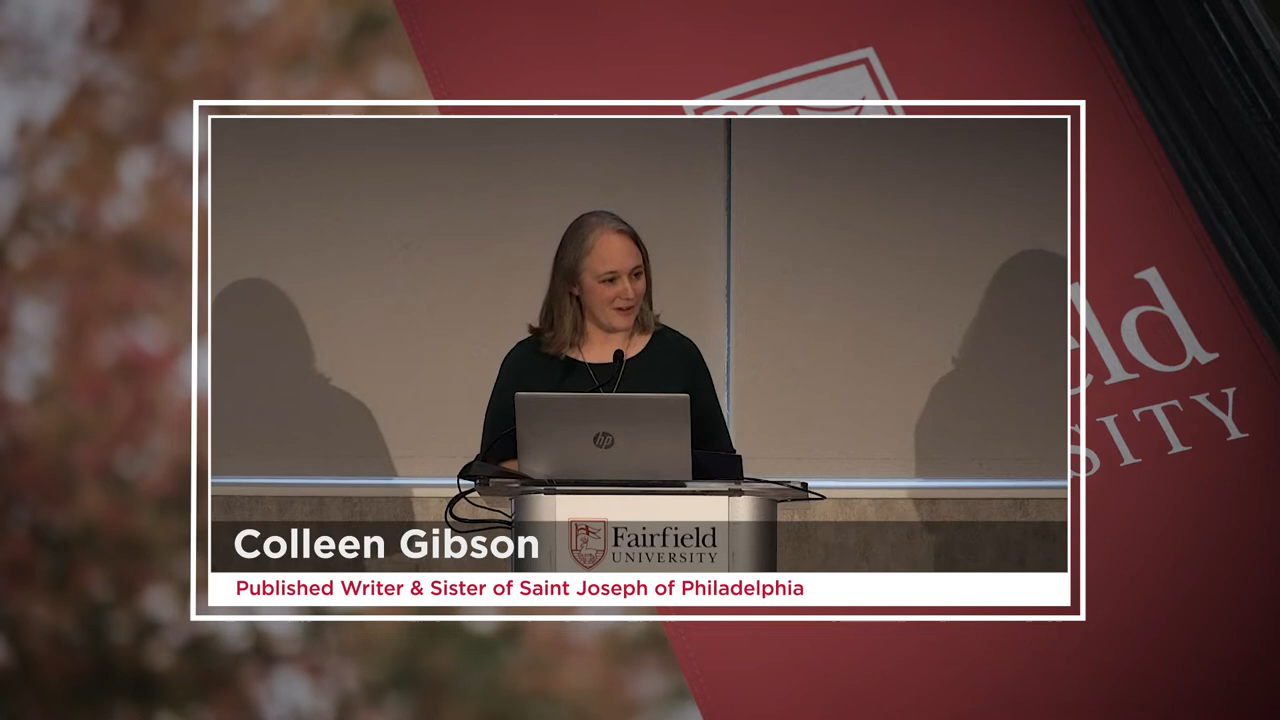 hp
Colleen Gibson
Fairfield
UNIVERSITY
Published Writer & Sister of Saint Joseph of Philadelphia